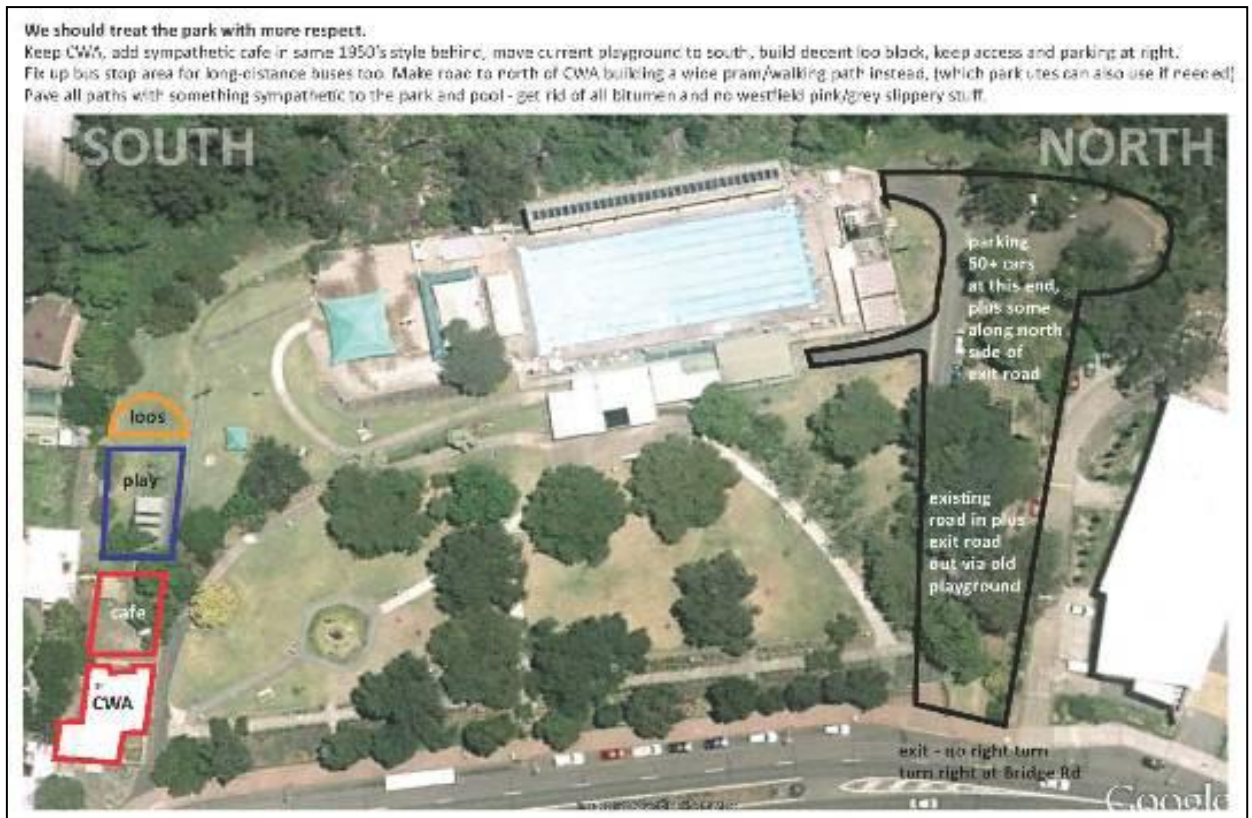 We should treat the park with more respect.
Keep CWA, add sympathetic cafe in same 1950's style behind, move current playground to south, build decent loo block, keep access and parking at right.
Fix up bus stop area for long-distance buses too. Make road to north of CWA building a wide pram/walking path instead, (which park utes can also use if needed)
Pave all paths with something sympathetic to the park and pool - get rid of all bitumen and no westfield pink/grey slippery stuff.
SOUTH
NORTH
parking
50+ cars
at this end,
plus some
along north
side of
exit road
loos
play
cafe
CWA
existing
road in plus
exit road
out via old
playground
exit - no right turn
turn right at Bridge Rd
Google